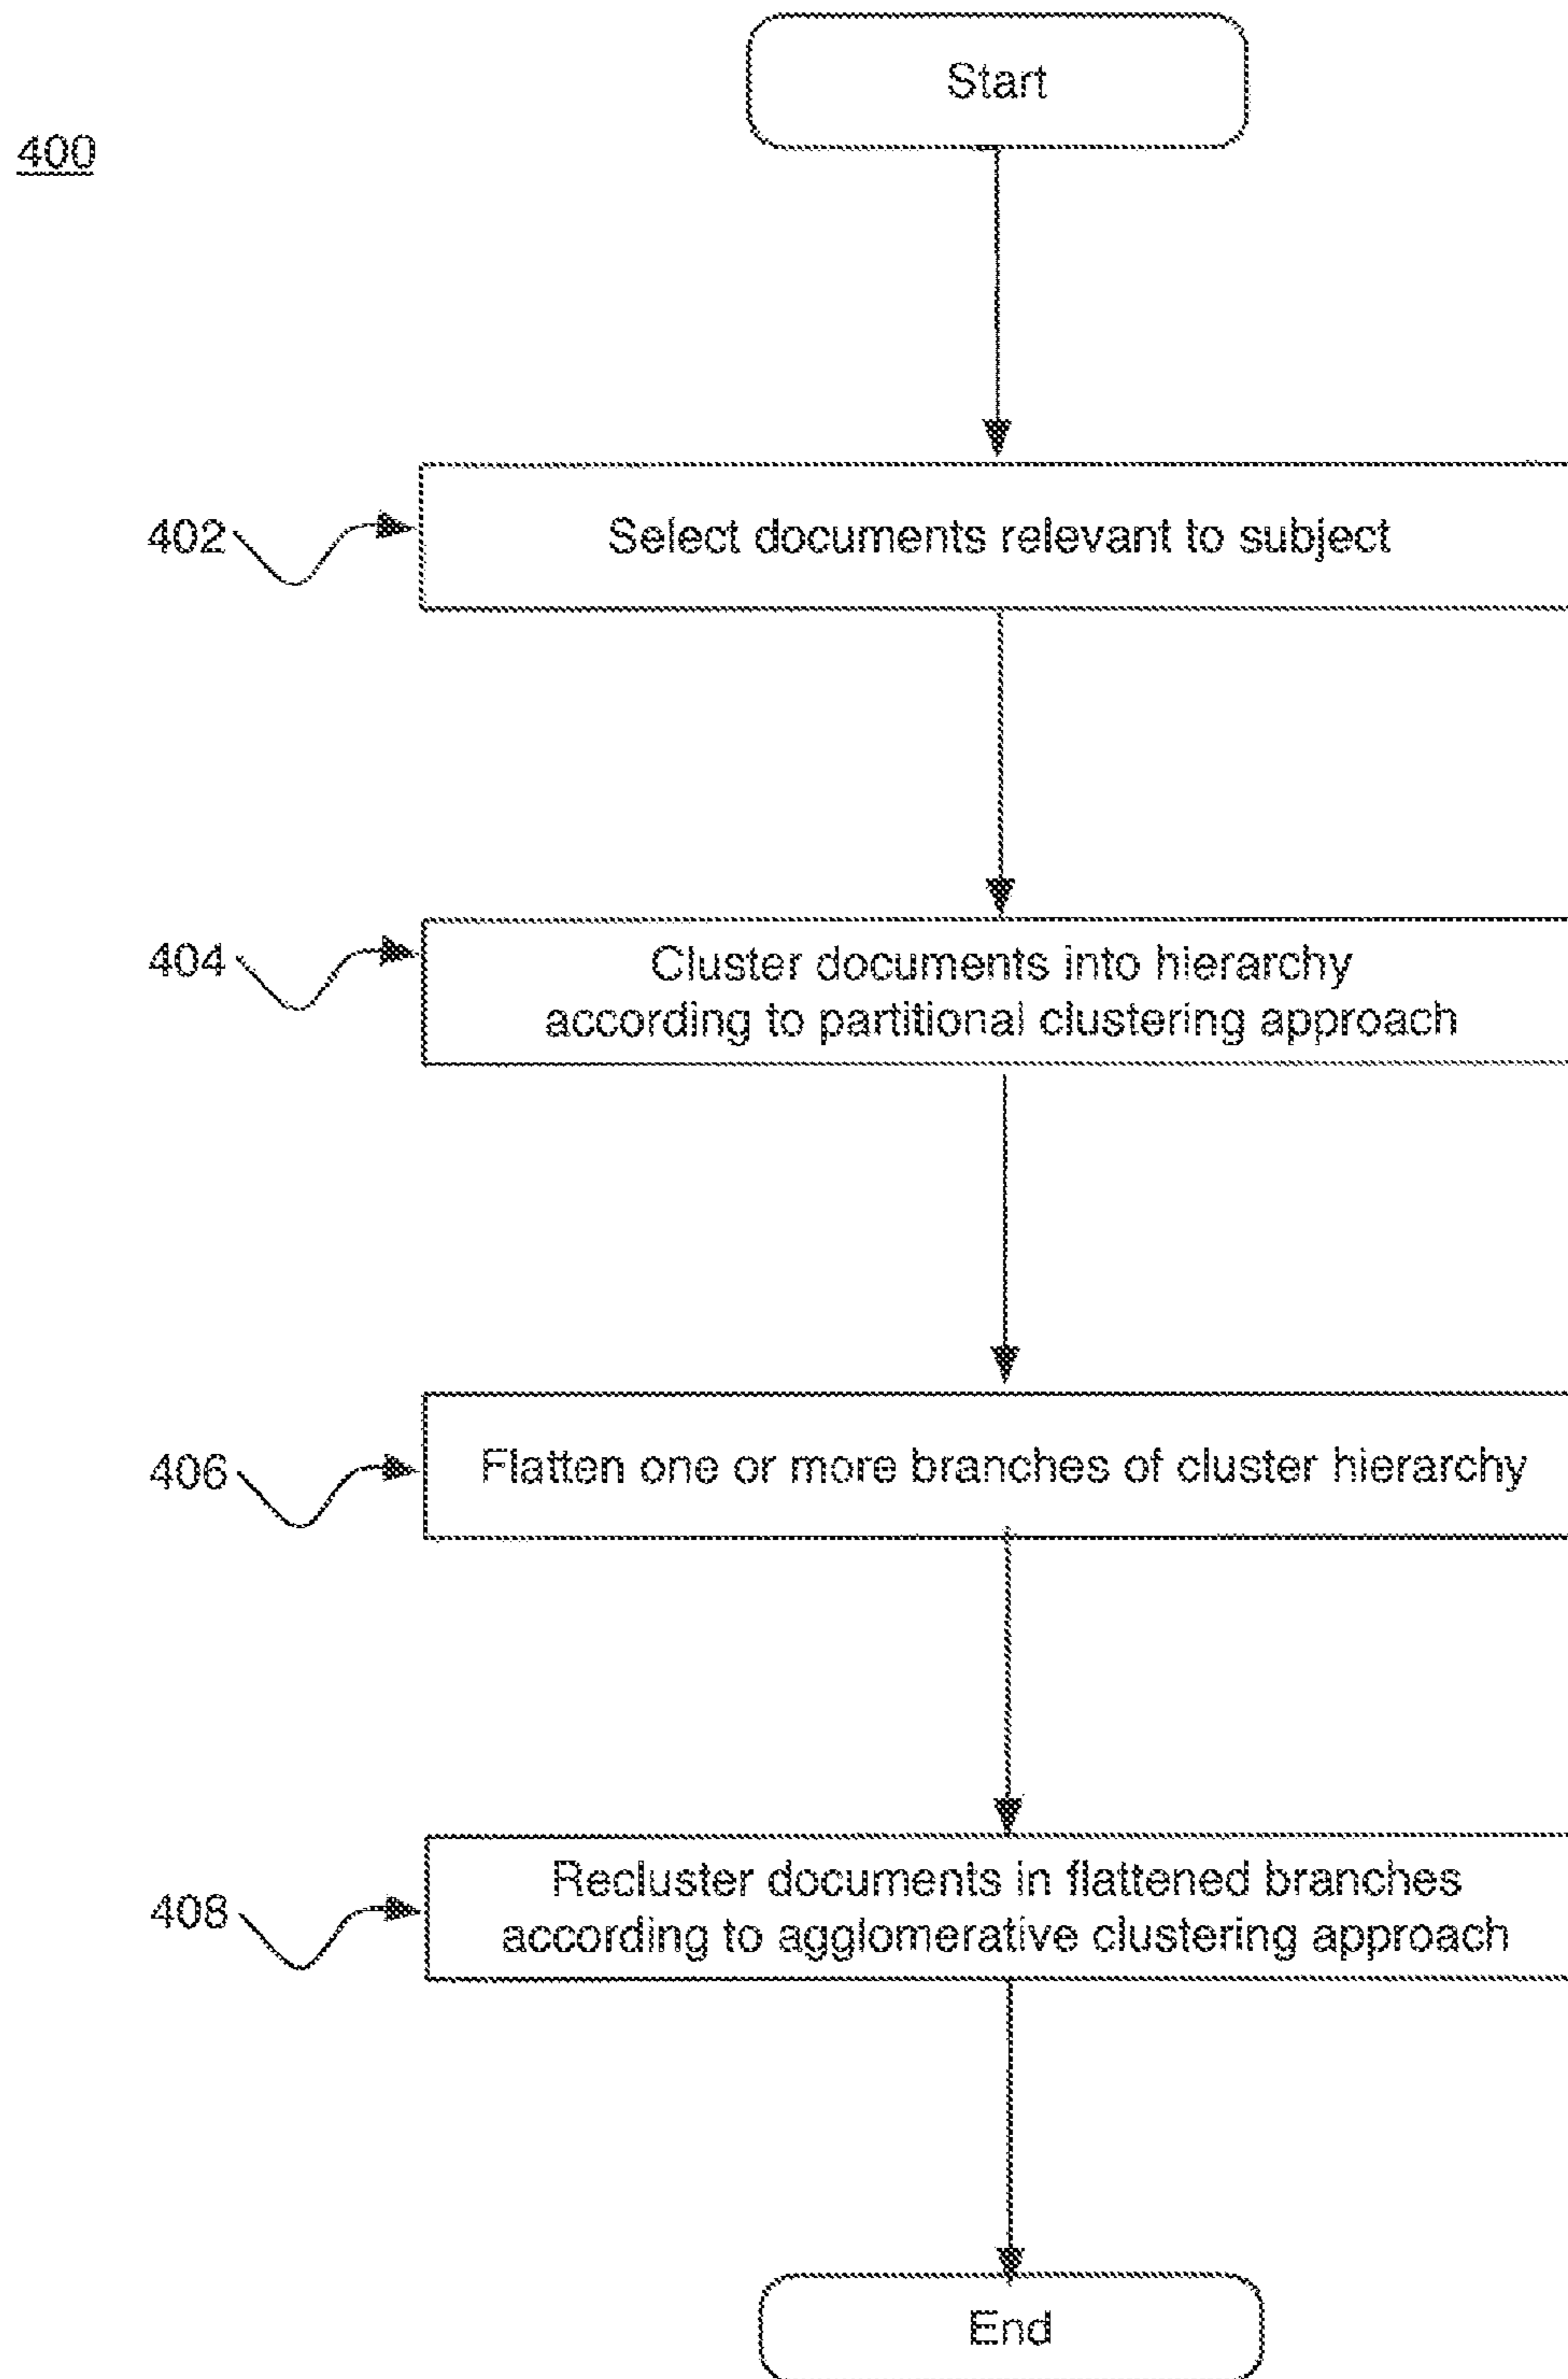 Start
400
402
Select documents relevant to subject
404
Cluster documents into hierarchy
according to partitional clustering approach
406
Flatten one or more branches of cluster hierarchy
408
Recluster documents in flattened branches
according to agglomerative clustering approach
End